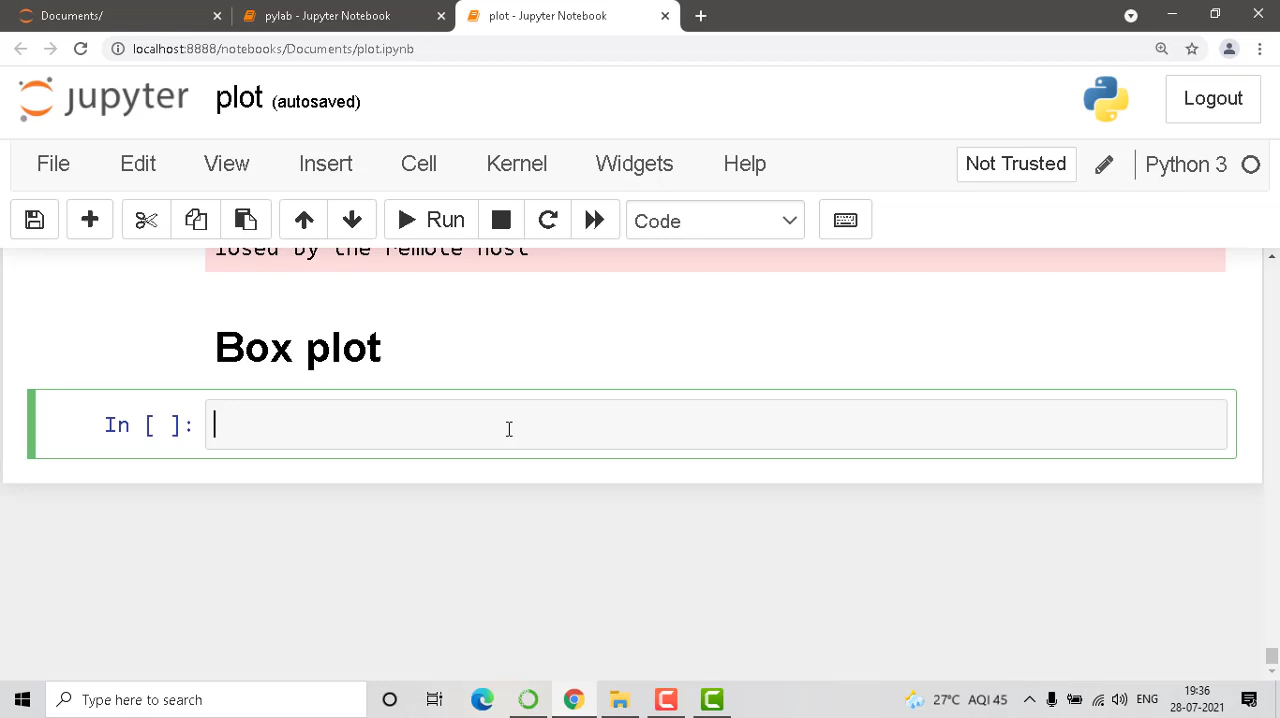 Documents/
pylab - Jupyter Notebook
plot - Jupyter Notebook
localhost:8888/notebooks/Documents/plot.ipynb
jupyter
plot (autosaved)
Logout
File Edit View Insert Cell Kernel Widgets Help
Not Trusted
Python 3
Run
Code
losed by the remote host
Box plot
In [ ]:
Type here to search
27°C AQI 45
ENG
19:36
28-07-2021